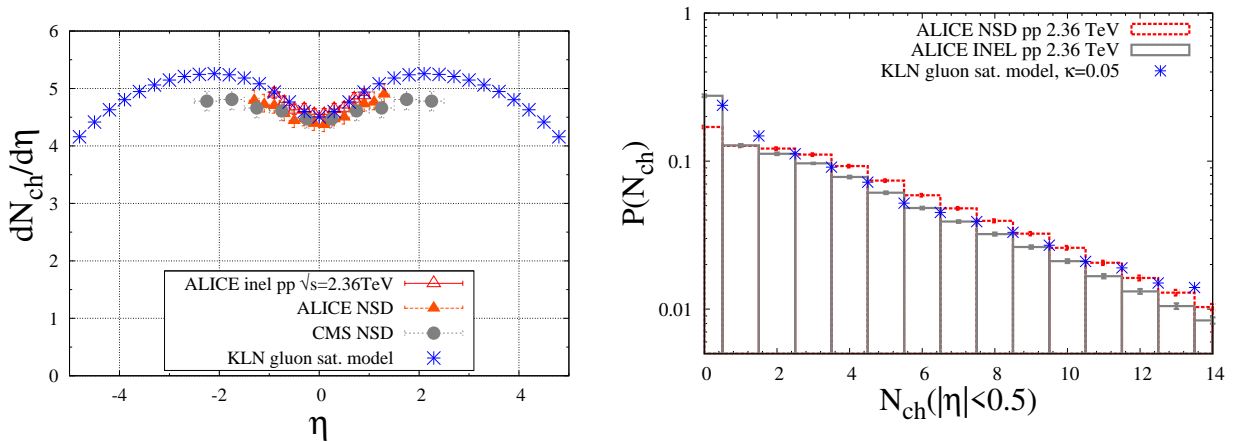 dN_ch/dη
7
6
5
4
3
2
1
0
-4 -2 0 2 4
η
ALICE inel pp √s=2.36TeV
ALICE NSD
CMS NSD
KLN gluon sat. model
P(N_ch)
1
0.1
0.01
0 2 4 6 8 10 12 14
N_ch(|η|<0.5)
ALICE NSD pp 2.36 TeV
ALICE INEL pp 2.36 TeV
KLN gluon sat. model, κ=0.05